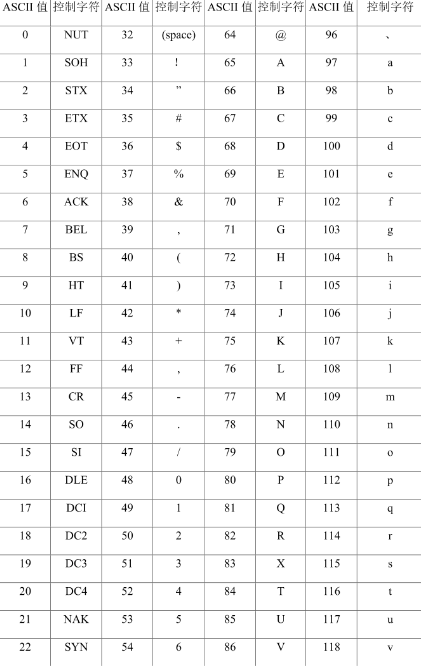 ASCII 值 控制字符 ASCII 值 控制字符 ASCII 值 控制字符 ASCII 值 控制字符
0 NUT 32 (space) 64 @ 96 、
1 SOH 33 ! 65 A 97 a
2 STX 34 ” 66 B 98 b
3 ETX 35 # 67 C 99 c
4 EOT 36 $ 68 D 100 d
5 ENQ 37 % 69 E 101 e
6 ACK 38 & 70 F 102 f
7 BEL 39 , 71 G 103 g
8 BS 40 ( 72 H 104 h
9 HT 41 ) 73 I 105 i
10 LF 42 * 74 J 106 j
11 VT 43 + 75 K 107 k
12 FF 44 , 76 L 108 l
13 CR 45 - 77 M 109 m
14 SO 46 . 78 N 110 n
15 SI 47 / 79 O 111 o
16 DLE 48 0 80 P 112 p
17 DCI 49 1 81 Q 113 q
18 DC2 50 2 82 R 114 r
19 DC3 51 3 83 X 115 s
20 DC4 52 4 84 T 116 t
21 NAK 53 5 85 U 117 u
22 SYN 54 6 86 V 118 v